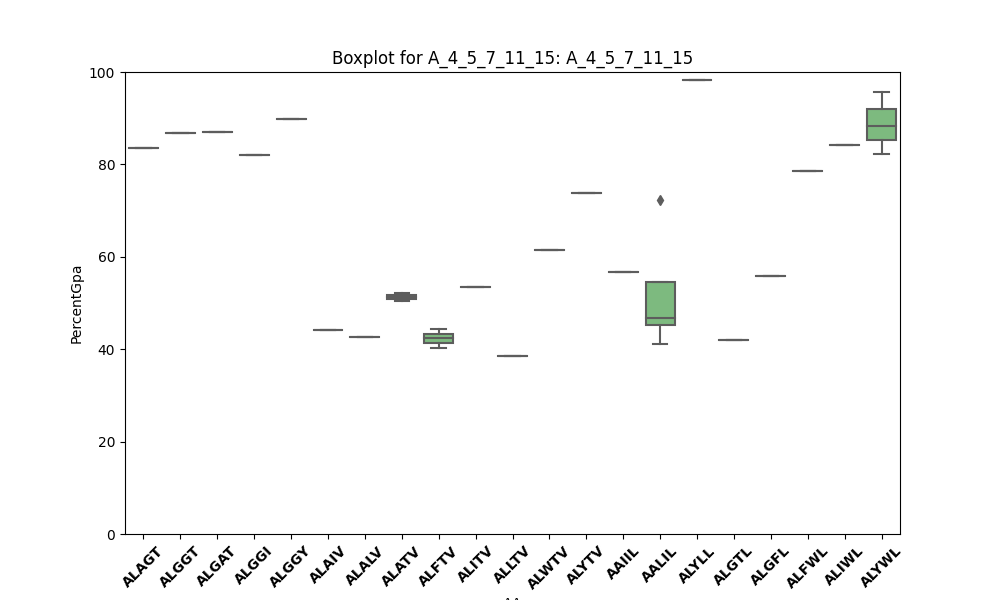 Boxplot for A_4_5_7_11_15: A_4_5_7_11_15
100
80
60
40
20
0
PercentGpa
ALAGT
ALGGT
ALGAT
ALGGI
ALGGY
ALAIV
ALALV
ALATV
ALFTV
ALITV
ALLTV
ALWTV
ALYTV
AAIIL
AALIL
ALYLL
ALGTL
ALGFL
ALFWL
ALIWL
ALYWL